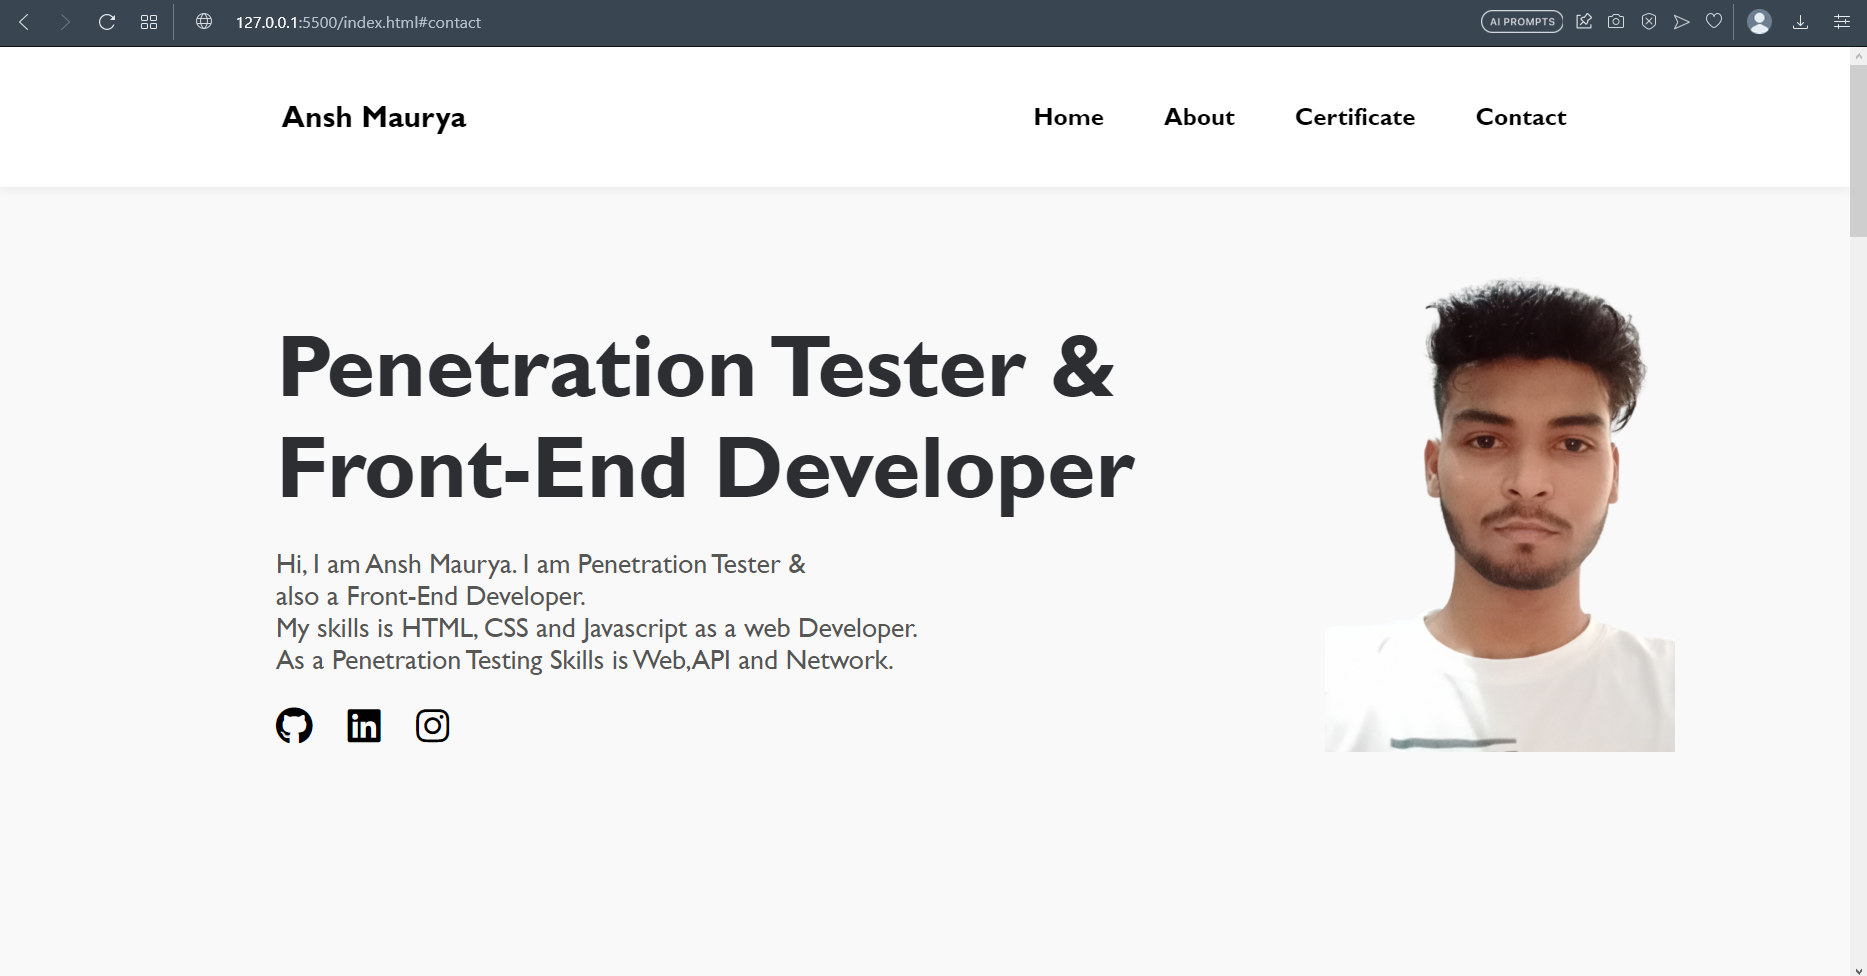 127.0.0.1:5500/index.html#contact
AI PROMPTS
Ansh Maurya
Home
About
Certificate
Contact
Penetration Tester &
Front-End Developer
Hi, I am Ansh Maurya. I am Penetration Tester &
also a Front-End Developer.
My skills is HTML, CSS and Javascript as a web Developer.
As a Penetration Testing Skills is Web,API and Network.
in